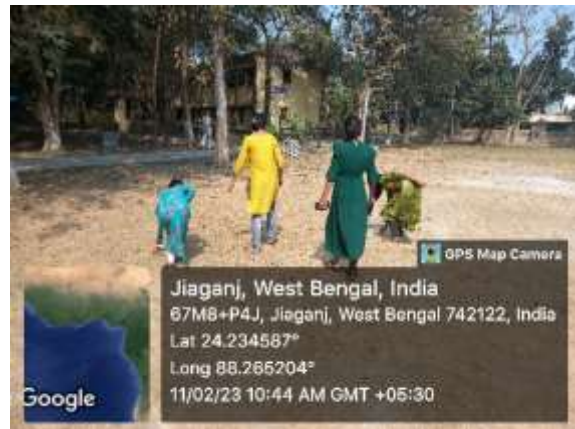 GPS Map Camera
Jiaganj, West Bengal, India
67M8+P4J, Jiaganj, West Bengal 742122, India
Lat 24.234587°
Long 88.265204°
11/02/23 10:44 AM GMT +05:30
Google